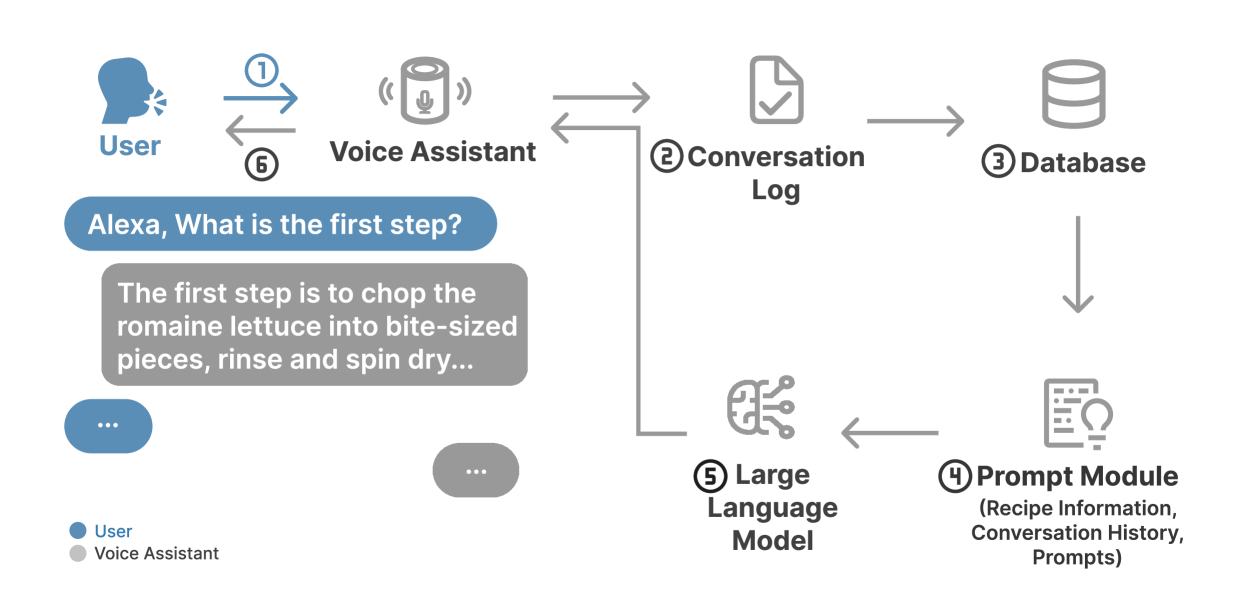 1
User
6
Voice Assistant
2 Conversation
Log
3 Database
Alexa, What is the first step?
The first step is to chop the
romaine lettuce into bite-sized
pieces, rinse and spin dry...
...
...
5 Large
Language
Model
4 Prompt Module
(Recipe Information,
Conversation History,
Prompts)
User
Voice Assistant